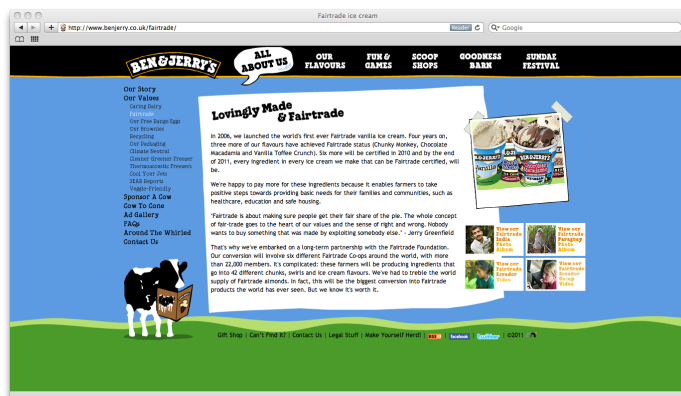 Fairtrade ice cream
http://www.benjerry.co.uk/fairtrade/
Reader
Google
BEN & JERRY'S
ALL
ABOUT US
OUR
FLAVOURS
FUN &
GAMES
SCOOP
SHOPS
GOODNESS
BARN
SUNDAE
FESTIVAL
Our Story
Our Values
Caring Dairy
Fairtrade
Our Free Range Eggs
Our Brownies
Recycling
Our Packaging
Climate Neutral
Cleaner Greener Freezer
Thermoacoustic Freezers
Cool Your Jets
SEAR Reports
Veggie-Friendly
Sponsor A Cow
Cow To Cone
Ad Gallery
FAQs
Around The Whirled
Contact Us
Lovingly Made
& Fairtrade
In 2006, we launched the world's first ever Fairtrade vanilla ice cream. Four years on,
three more of our flavours have achieved Fairtrade status (Chunky Monkey, Chocolate
Macadamia and Vanilla Toffee Crunch). Six more will be certified in 2010 and by the end
of 2011, every ingredient in every ice cream we make that can be Fairtrade certified, will
be.
We're happy to pay more for these ingredients because it enables farmers to take
positive steps towards providing basic needs for their families and communities, such as
healthcare, education and safe housing.
"Fairtrade is about making sure people get their fair share of the pie. The whole concept
of fair-trade goes to the heart of our values and the sense of right and wrong. Nobody
wants to buy something that was made by exploiting somebody else." - Jerry Greenfield
That's why we've embarked on a long-term partnership with the Fairtrade Foundation.
Our conversion will involve six different Fairtrade Co-ops around the world, with more
than 22,000 members. It's complicated: these farmers will be producing ingredients that
go into 42 different chunks, swirls and ice cream flavours. We've had to treble the world
supply of Fairtrade almonds. In fact, this will be the biggest conversion into Fairtrade
products the world has ever seen. But we know it's worth it.
BEN&JERRY'S
Vanilla
BEN&JERRY'S
View our
Fairtrade
India
Photo
Album
View our
Fairtrade
Paraguay
Photo
Album
View our
Fairtrade
Ecuador
Video
View our
Fairtrade
Ecuador
Co-op
Video
Gift Shop | Can't Find It? | Contact Us | Legal Stuff | Make Yourself Herd! | RSS | facebook | twitter | ©2011